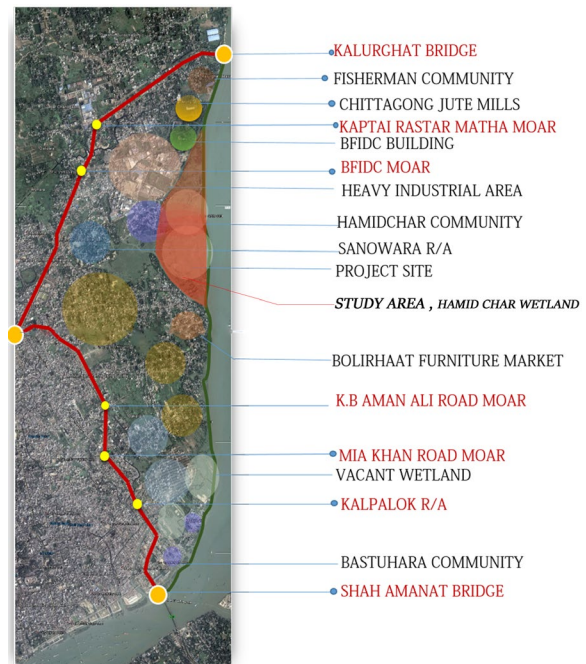 KALURGHAT BRIDGE
FISHERMAN COMMUNITY
CHITTAGONG JUTE MILLS
KAPTAI RASTAR MATHA MOAR
BFIDC BUILDING
BFIDC MOAR
HEAVY INDUSTRIAL AREA
HAMIDCHAR COMMUNITY
SANOWARA R/A
PROJECT SITE
STUDY AREA , HAMID CHAR WETLAND
BOLIRHAAT FURNITURE MARKET
K.B AMAN ALI ROAD MOAR
MIA KHAN ROAD MOAR
VACANT WETLAND
KALPALOK R/A
BASTUHARA COMMUNITY
SHAH AMANAT BRIDGE